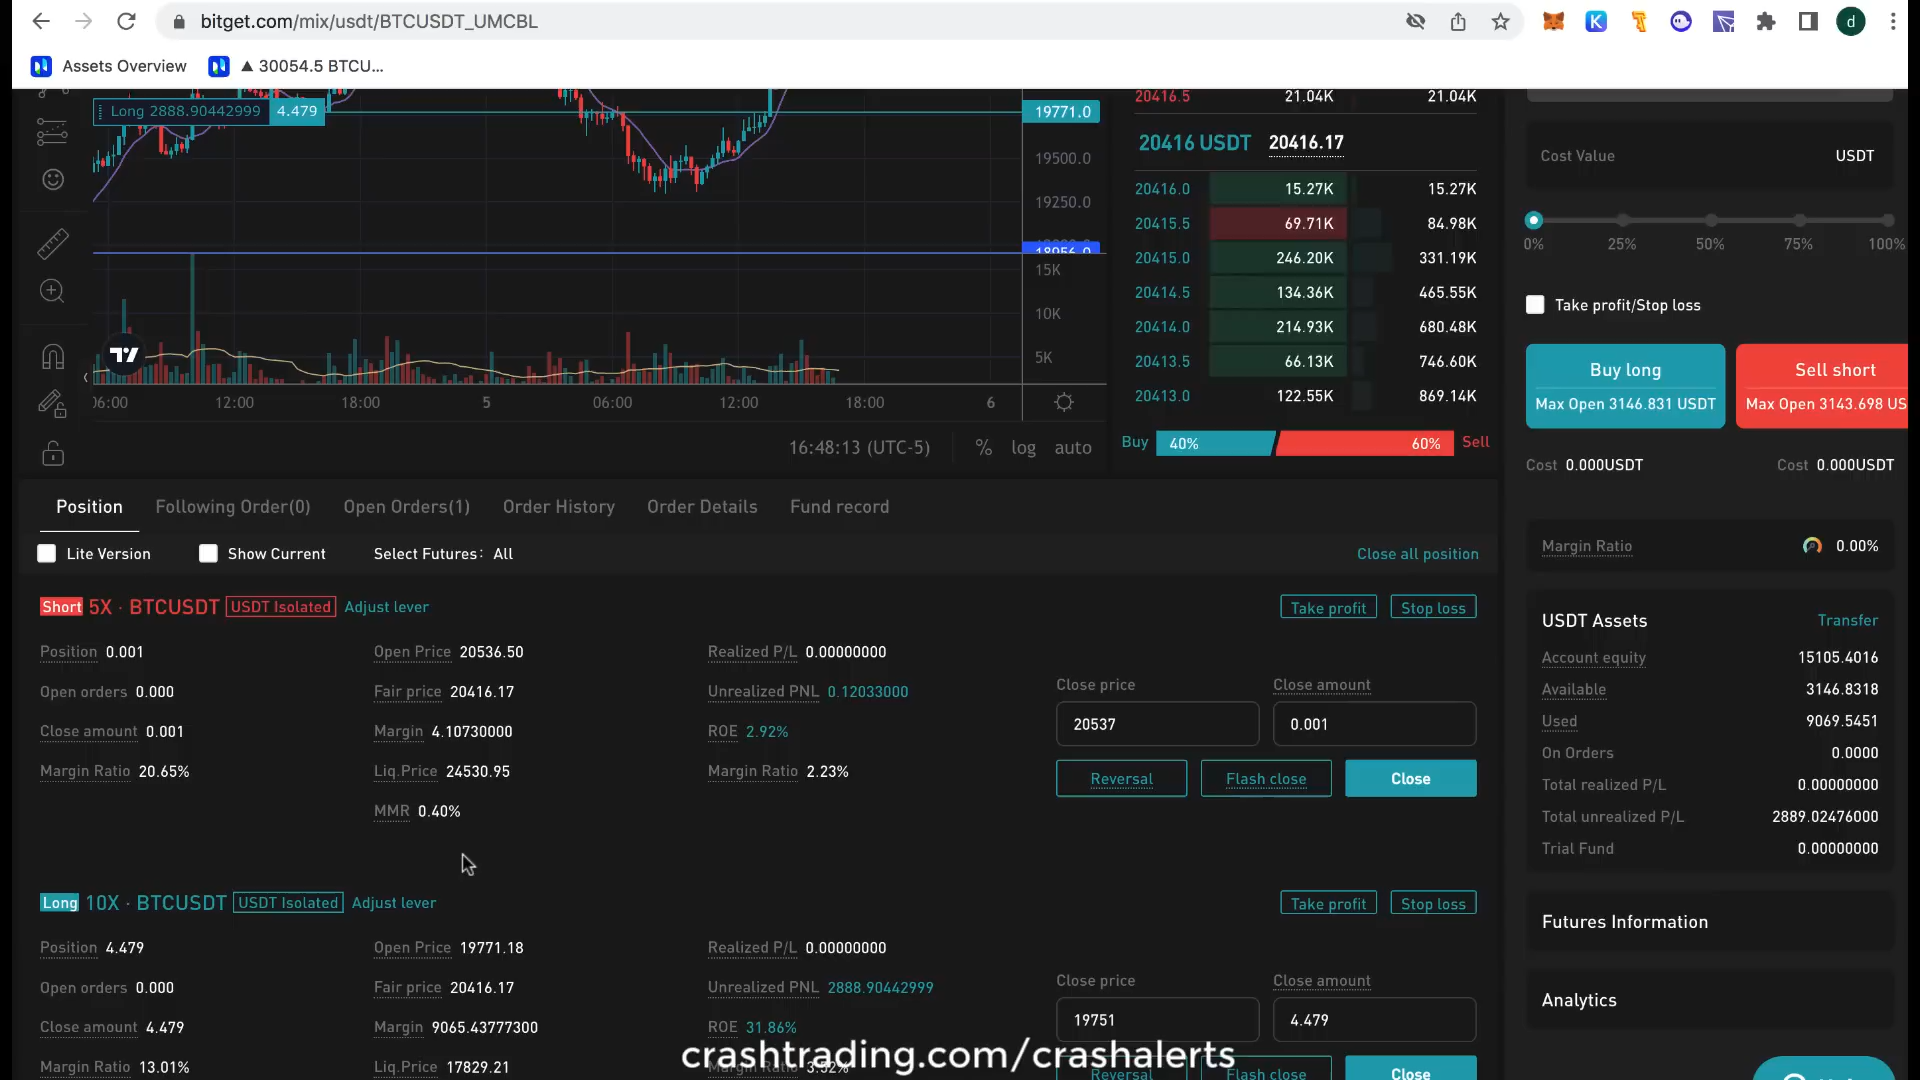 bitget.com/mix/usdt/BTCUSDT_UMCBL
d
Assets Overview
▲ 30054.5 BTCU...
Long 2888.90442999 4.479
19771.0
19500.0
19250.0
18956.0
15K
10K
5K
06:00 12:00 18:00 5 06:00 12:00 18:00 6
16:48:13 (UTC-5) % log auto
20416.5 21.04K 21.04K
20416 USDT 20416.17
20416.0 15.27K 15.27K
20415.5 69.71K 84.98K
20415.0 246.20K 331.19K
20414.5 134.36K 465.55K
20414.0 214.93K 680.48K
20413.5 66.13K 746.60K
20413.0 122.55K 869.14K
Buy 40% 60% Sell
Cost Value USDT
0% 25% 50% 75% 100%
Take profit/Stop loss
Buy long
Max Open 3146.831 USDT
Sell short
Max Open 3143.698 US
Cost 0.000USDT Cost 0.000USDT
Margin Ratio 0.00%
USDT Assets Transfer
Account equity 15105.4016
Available 3146.8318
Used 9069.5451
On Orders 0.0000
Total realized P/L 0.00000000
Total unrealized P/L 2889.02476000
Trial Fund 0.00000000
Futures Information
Analytics
Position Following Order(0) Open Orders(1) Order History Order Details Fund record
Lite Version Show Current Select Futures: All Close all position
Short 5X · BTCUSDT USDT Isolated Adjust lever Take profit Stop loss
Position 0.001 Open Price 20536.50 Realized P/L 0.00000000
Open orders 0.000 Fair price 20416.17 Unrealized PNL 0.12033000
Close amount 0.001 Margin 4.10730000 ROE 2.92%
Margin Ratio 20.65% Liq.Price 24530.95 Margin Ratio 2.23%
MMR 0.40%
Close price Close amount
20537 0.001
Reversal Flash close Close
Long 10X · BTCUSDT USDT Isolated Adjust lever Take profit Stop loss
Position 4.479 Open Price 19771.18 Realized P/L 0.00000000
Open orders 0.000 Fair price 20416.17 Unrealized PNL 2888.90442999
Close amount 4.479 Margin 9065.43777300 ROE 31.86%
Margin Ratio 13.01% Liq.Price 17829.21 Margin Ratio
Close price Close amount
19751 4.479
Reversal Flash close Close
crashtrading.com/crashalerts